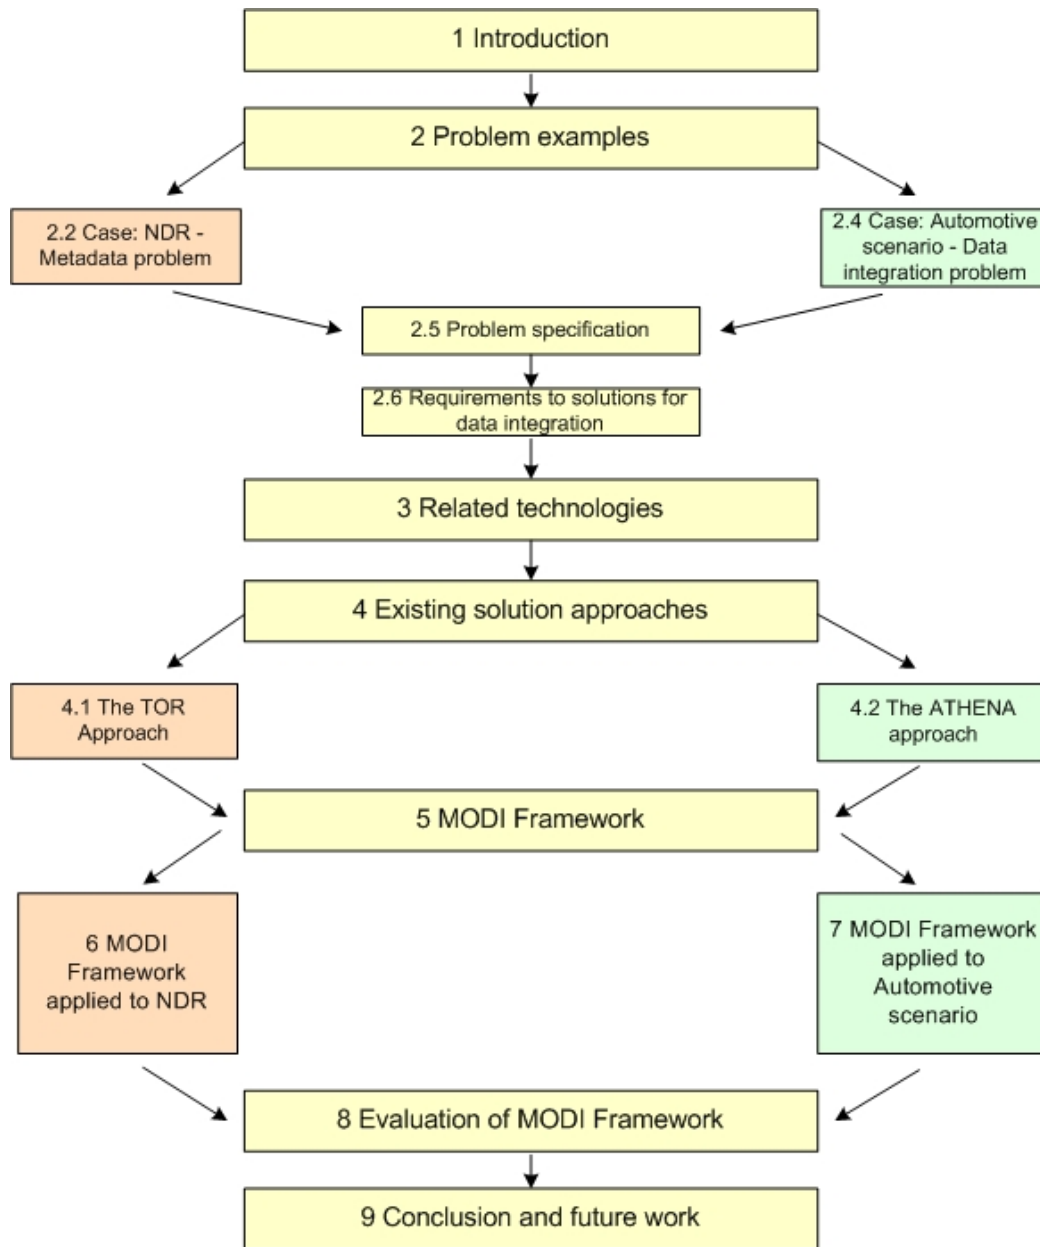 1 Introduction
2 Problem examples
2.2 Case: NDR -
Metadata problem
2.4 Case: Automotive
scenario - Data
integration problem
2.5 Problem specification
2.6 Requirements to solutions for
data integration
3 Related technologies
4 Existing solution approaches
4.1 The TOR
Approach
4.2 The ATHENA
approach
5 MODI Framework
6 MODI
Framework
applied to NDR
7 MODI Framework
applied to
Automotive
scenario
8 Evaluation of MODI Framework
9 Conclusion and future work